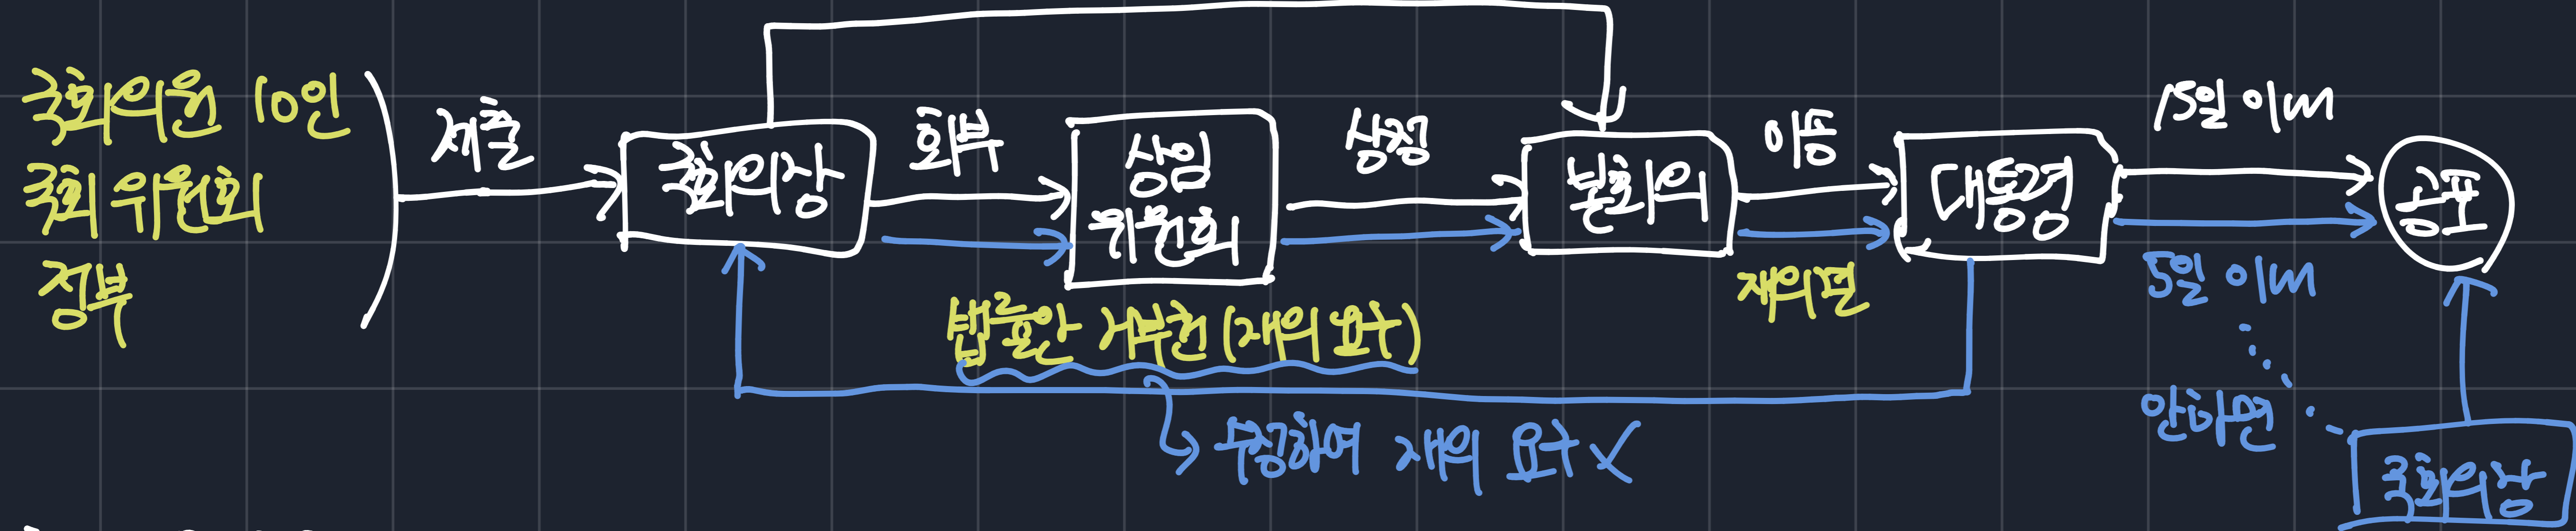 국회의원 10인
국회 위원회
정부
제출
국회의장
회부
상임
위원회
상정
본회의
이송
대통령
15일 이내
공포
5일 이내
재의결
법률안 거부권 (재의 요구)
수정하여 재의 요구 X
안하면
국회의장